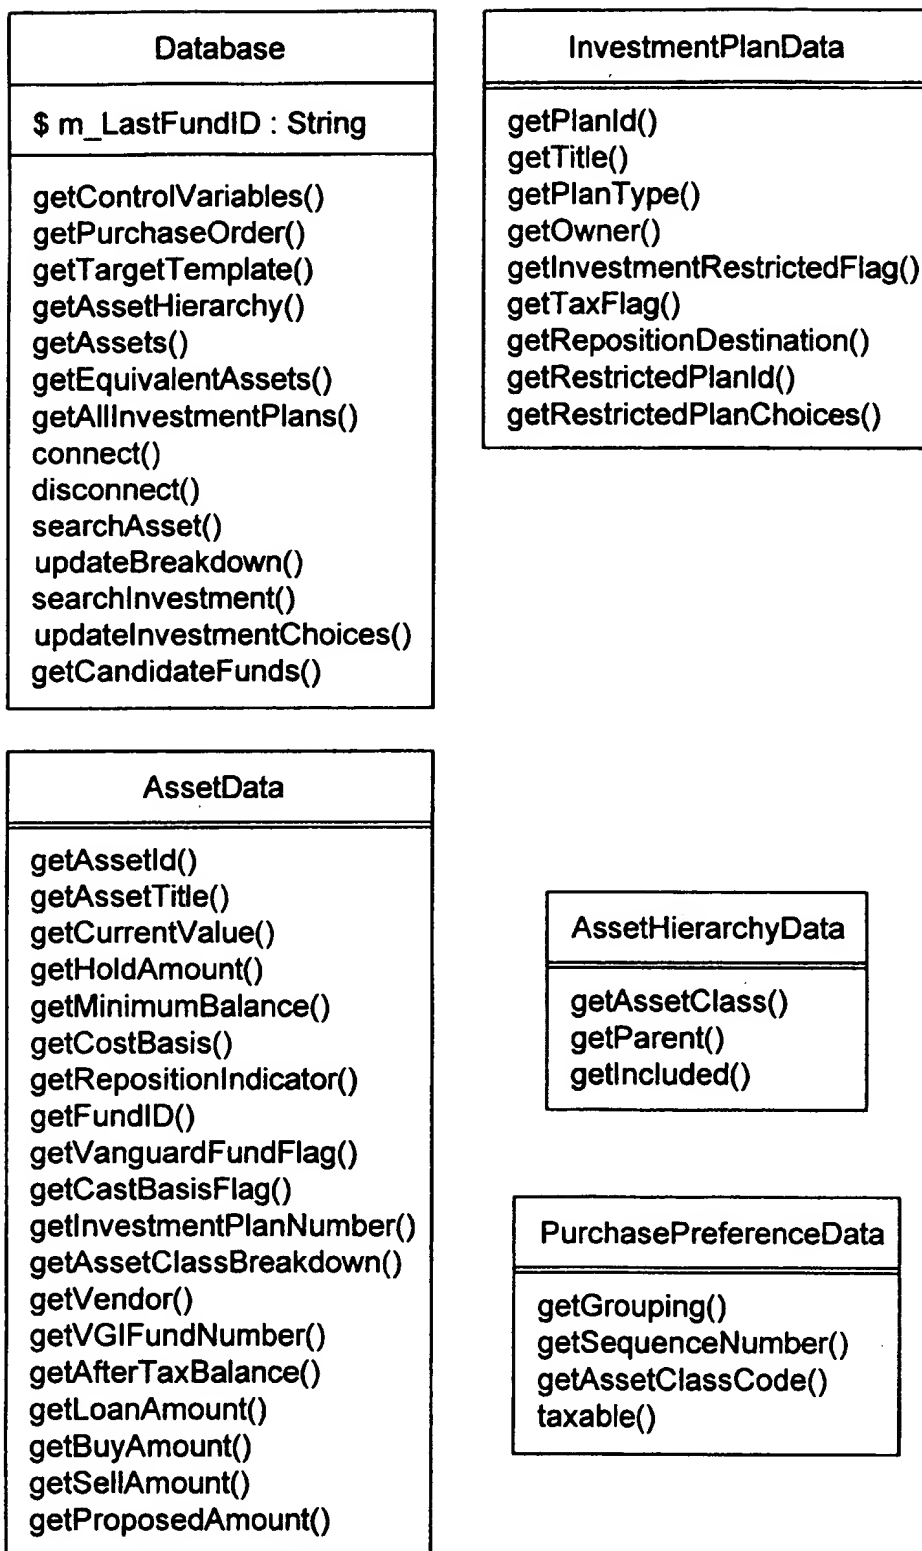 Database
$ m_LastFundID : String
getControlVariables()
getPurchaseOrder()
getTargetTemplate()
getAssetHierarchy()
getAssets()
getEquivalentAssets()
getAllInvestmentPlans()
connect()
disconnect()
searchAsset()
updateBreakdown()
searchInvestment()
updateInvestmentChoices()
getCandidateFunds()
InvestmentPlanData
getPlanId()
getTitle()
getPlanType()
getOwner()
getInvestmentRestrictedFlag()
getTaxFlag()
getRepositionDestination()
getRestrictedPlanId()
getRestrictedPlanChoices()
AssetData
getAssetId()
getAssetTitle()
getCurrentValue()
getHoldAmount()
getMinimumBalance()
getCostBasis()
getRepositionIndicator()
getFundID()
getVanguardFundFlag()
getCastBasisFlag()
getInvestmentPlanNumber()
getAssetClassBreakdown()
getVendor()
getVGIFundNumber()
getAfterTaxBalance()
getLoanAmount()
getBuyAmount()
getSellAmount()
getProposedAmount()
AssetHierarchyData
getAssetClass()
getParent()
getIncluded()
PurchasePreferenceData
getGrouping()
getSequenceNumber()
getAssetClassCode()
taxable()